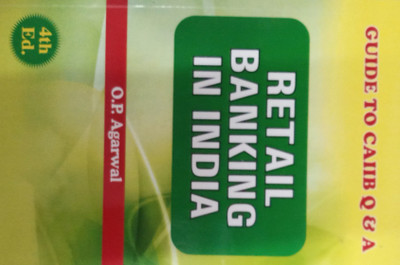 GUIDE TO CAIIB Q & A
RETAIL
BANKING
IN INDIA
O.P. Agarwal
4th
Ed.